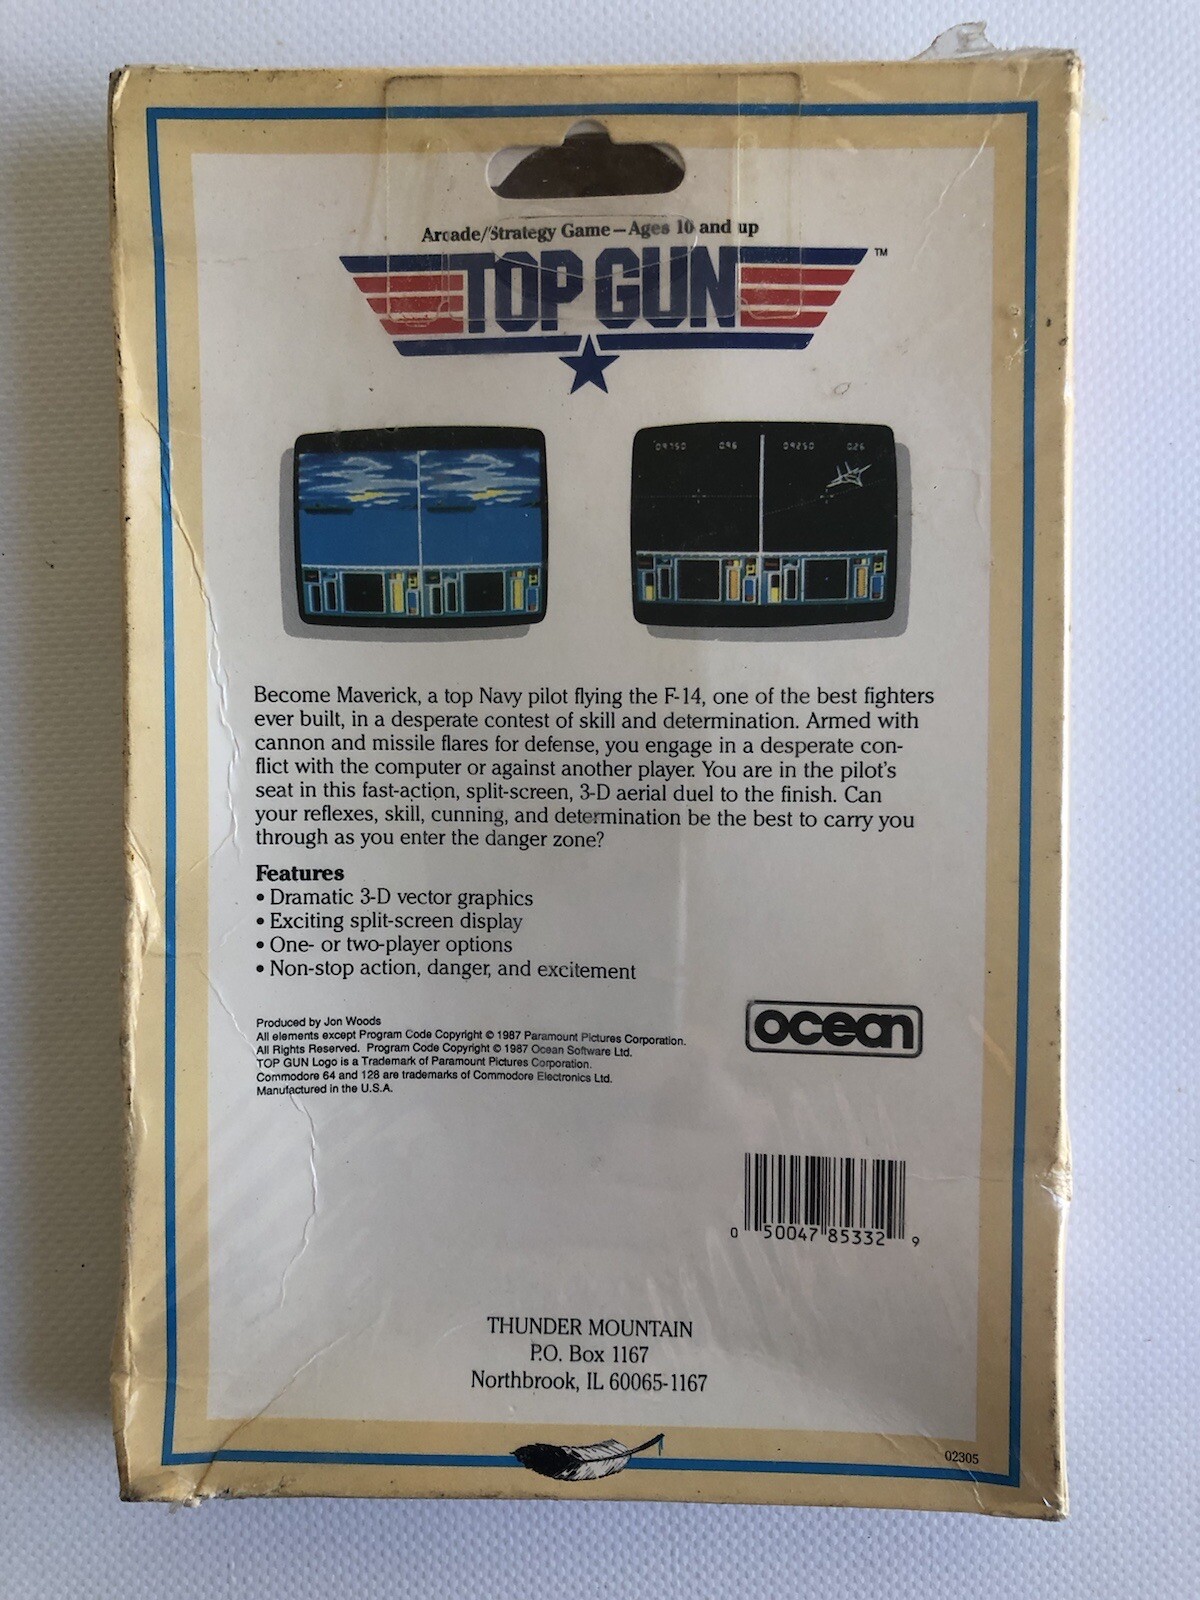 Arcade/Strategy Game—Ages 10 and up
TOP GUN™
09750 096 09250 026
Become Maverick, a top Navy pilot flying the F-14, one of the best fighters
ever built, in a desperate contest of skill and determination. Armed with
cannon and missile flares for defense, you engage in a desperate con-
flict with the computer or against another player. You are in the pilot's
seat in this fast-action, split-screen, 3-D aerial duel to the finish. Can
your reflexes, skill, cunning, and determination be the best to carry you
through as you enter the danger zone?
Features
• Dramatic 3-D vector graphics
• Exciting split-screen display
• One- or two-player options
• Non-stop action, danger, and excitement
Produced by Jon Woods
All elements except Program Code Copyright © 1987 Paramount Pictures Corporation.
All Rights Reserved. Program Code Copyright © 1987 Ocean Software Ltd.
TOP GUN Logo is a Trademark of Paramount Pictures Corporation.
Commodore 64 and 128 are trademarks of Commodore Electronics Ltd.
Manufactured in the U.S.A.
ocean
0 50047 85332 9
THUNDER MOUNTAIN
P.O. Box 1167
Northbrook, IL 60065-1167
02305